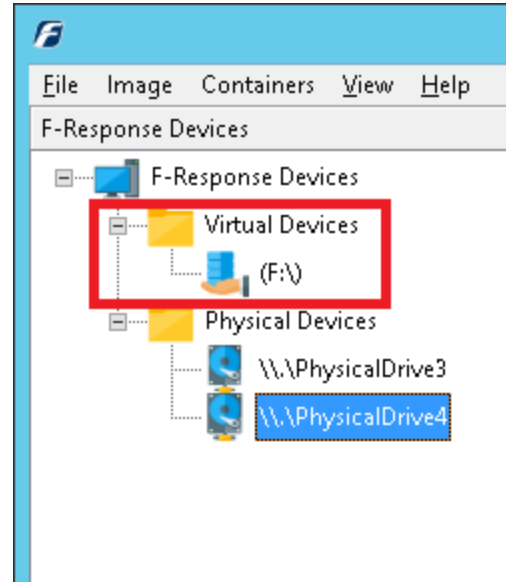 File Image Containers View Help
F-Response Devices
F-Response Devices
Virtual Devices
(F:\)
Physical Devices
\\.\PhysicalDrive3
\\.\PhysicalDrive4